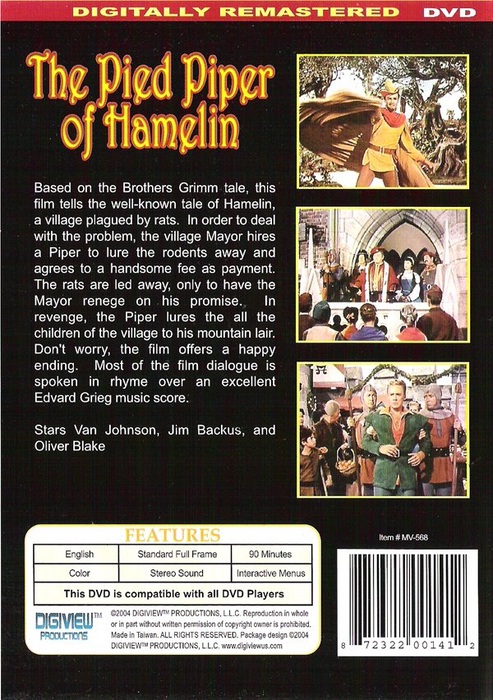 DIGITALLY REMASTERED DVD
The Pied Piper
of Hamelin
Based on the Brothers Grimm tale, this
film tells the well-known tale of Hamelin,
a village plagued by rats. In order to deal
with the problem, the village Mayor hires
a Piper to lure the rodents away and
agrees to a handsome fee as payment.
The rats are led away, only to have the
Mayor renege on his promise. In
revenge, the Piper lures the all the
children of the village to his mountain lair.
Don't worry, the film offers a happy
ending. Most of the film dialogue is
spoken in rhyme over an excellent
Edvard Grieg music score.
Stars Van Johnson, Jim Backus, and
Oliver Blake
FEATURES
English Standard Full Frame 90 Minutes
Color Stereo Sound Interactive Menus
This DVD is compatible with all DVD Players
DIGIVIEW™
PRODUCTIONS
©2004 DIGIVIEW™ PRODUCTIONS, L.L.C. Reproduction in whole
or in part without written permission of copyright owner is prohibited.
Made in Taiwan. ALL RIGHTS RESERVED. Package design ©2004
DIGIVIEW™ PRODUCTIONS, L.L.C. www.digiviewus.com
Item # MV-568
8 72322 00141 2